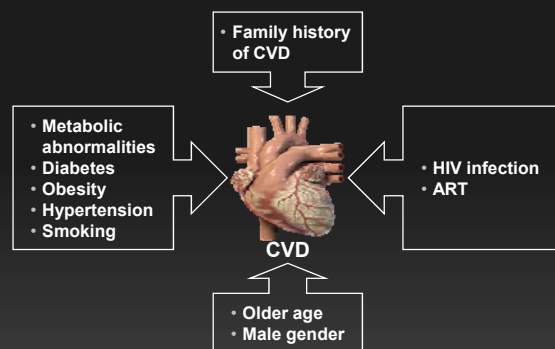 • Family history
of CVD
• Metabolic
abnormalities
• Diabetes
• Obesity
• Hypertension
• Smoking
• HIV infection
• ART
CVD
• Older age
• Male gender